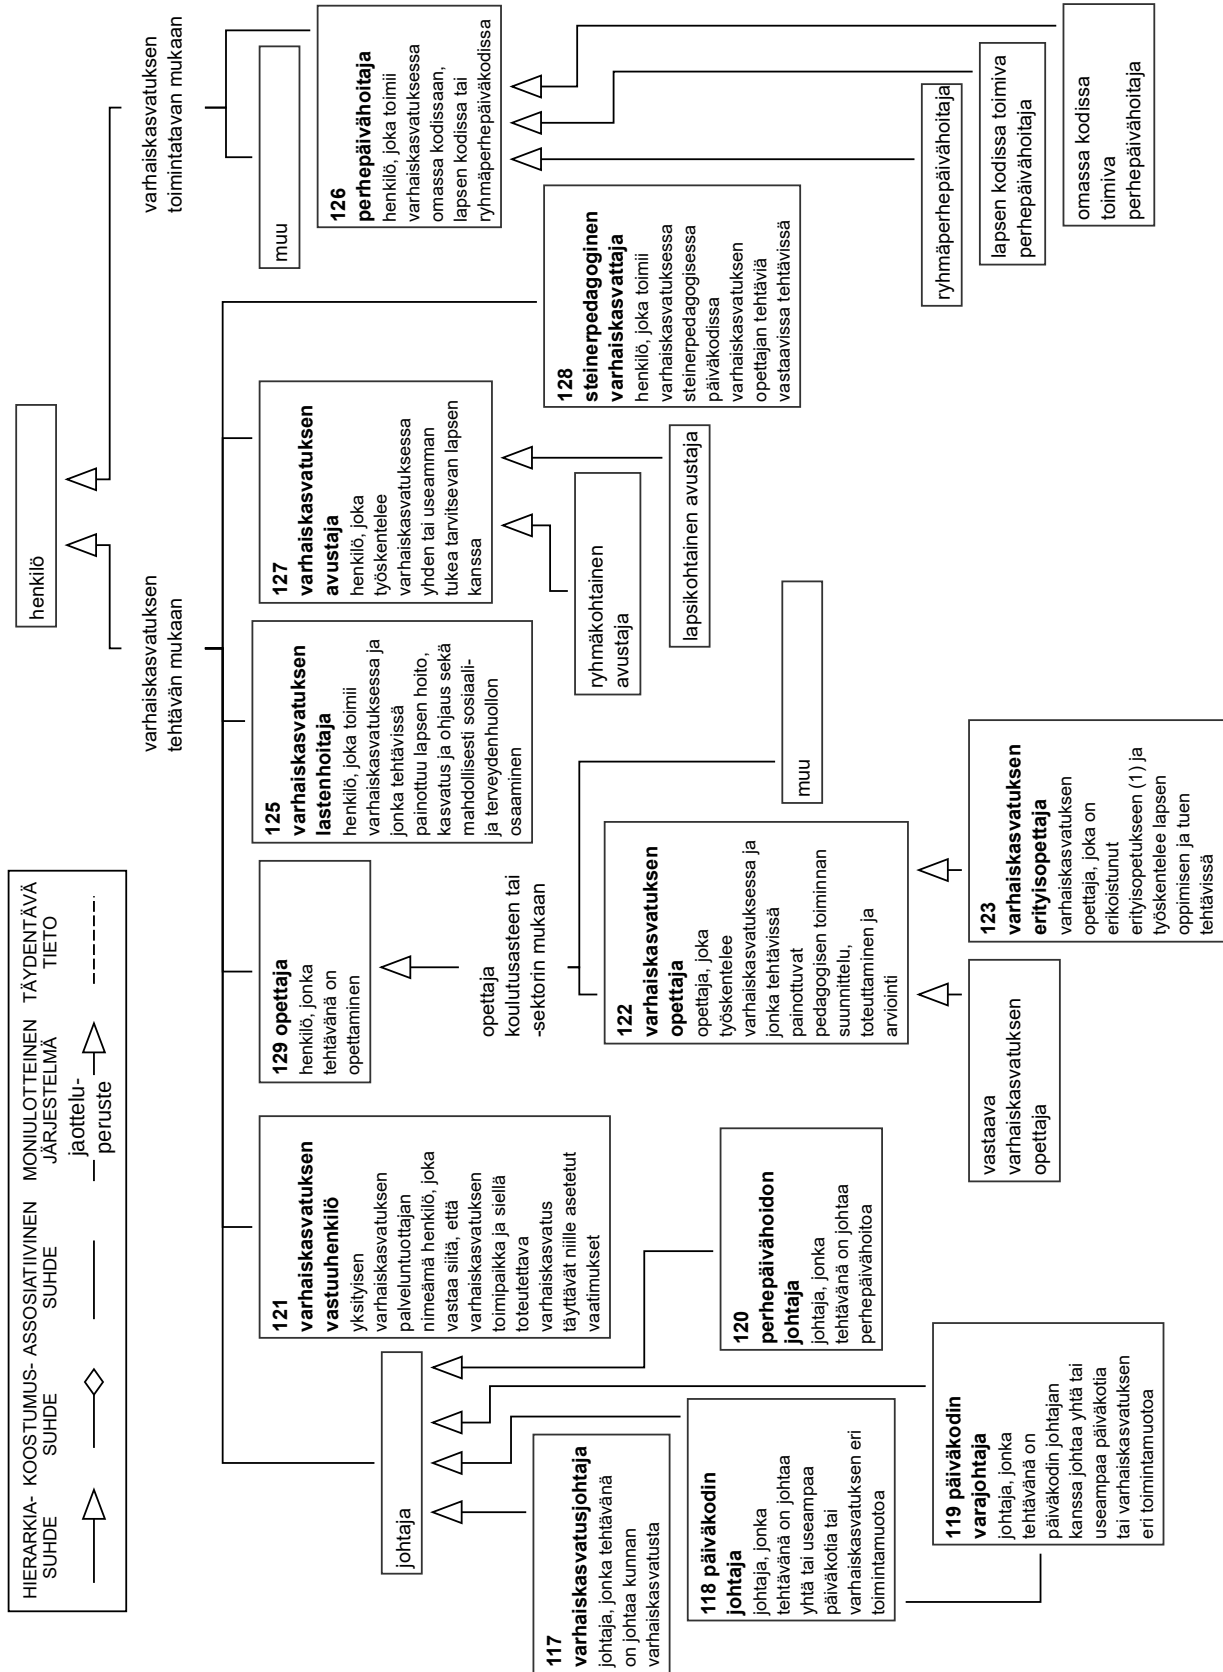 HIERARKIA-
SUHDE
KOOSTUMUS-
SUHDE
ASSOSIATIIVINEN
SUHDE
MONIULOTTEINEN
JÄRJESTELMÄ
jaottelu-
peruste
TÄYDENTÄVÄ
TIETO
henkilö
varhaiskasvatuksen
tehtävän mukaan
varhaiskasvatuksen
toimintatavan mukaan
johtaja
117
varhaiskasvatusjohtaja
johtaja, jonka tehtävänä
on johtaa kunnan
varhaiskasvatusta
118 päiväkodin
johtaja
johtaja, jonka
tehtävänä on johtaa
yhtä tai useampaa
päiväkotia tai
varhaiskasvatuksen eri
toimintamuotoa
119 päiväkodin
varajohtaja
johtaja, jonka
tehtävänä on
päiväkodin johtajan
kanssa johtaa yhtä tai
useampaa päiväkotia
tai varhaiskasvatuksen
eri toimintamuotoa
120
perhepäivähoidon
johtaja
johtaja, jonka
tehtävänä on johtaa
perhepäivähoitoa
121
varhaiskasvatuksen
vastuuhenkilö
yksityisen
varhaiskasvatuksen
palveluntuottajan
nimeämä henkilö, joka
vastaa siitä, että
varhaiskasvatuksen
toimipaikka ja siellä
toteutettava
varhaiskasvatus
täyttävät niille asetetut
vaatimukset
129 opettaja
henkilö, jonka
tehtävänä on
opettaminen
opettaja
koulutusasteen tai
-sektorin mukaan
122
varhaiskasvatuksen
opettaja
opettaja, joka
työskentelee
varhaiskasvatuksessa ja
jonka tehtävissä
painottuvat
pedagogisen toiminnan
suunnittelu,
toteuttaminen ja
arviointi
muu
vastaava
varhaiskasvatuksen
opettaja
123
varhaiskasvatuksen
erityisopettaja
varhaiskasvatuksen
opettaja, joka on
erikoistunut
erityisopetukseen (1) ja
työskentelee lapsen
oppimisen ja tuen
tehtävissä
125
varhaiskasvatuksen
lastenhoitaja
henkilö, joka toimii
varhaiskasvatuksessa ja
jonka tehtävissä
painottuu lapsen hoito,
kasvatus ja ohjaus sekä
mahdollisesti sosiaali-
ja terveydenhuollon
osaaminen
127
varhaiskasvatuksen
avustaja
henkilö, joka
työskentelee
varhaiskasvatuksessa
yhden tai useamman
tukea tarvitsevan lapsen
kanssa
ryhmäkohtainen
avustaja
lapsikohtainen avustaja
128
steinerpedagoginen
varhaiskasvattaja
henkilö, joka toimii
varhaiskasvatuksessa
steinerpedagogisessa
päiväkodissa
varhaiskasvatuksen
opettajan tehtäviä
vastaavissa tehtävissä
muu
126
perhepäivähoitaja
henkilö, joka toimii
varhaiskasvatuksessa
omassa kodissaan,
lapsen kodissa tai
ryhmäperhepäiväkodissa
ryhmäperhepäivähoitaja
lapsen kodissa toimiva
perhepäivähoitaja
omassa kodissa
toimiva
perhepäivähoitaja